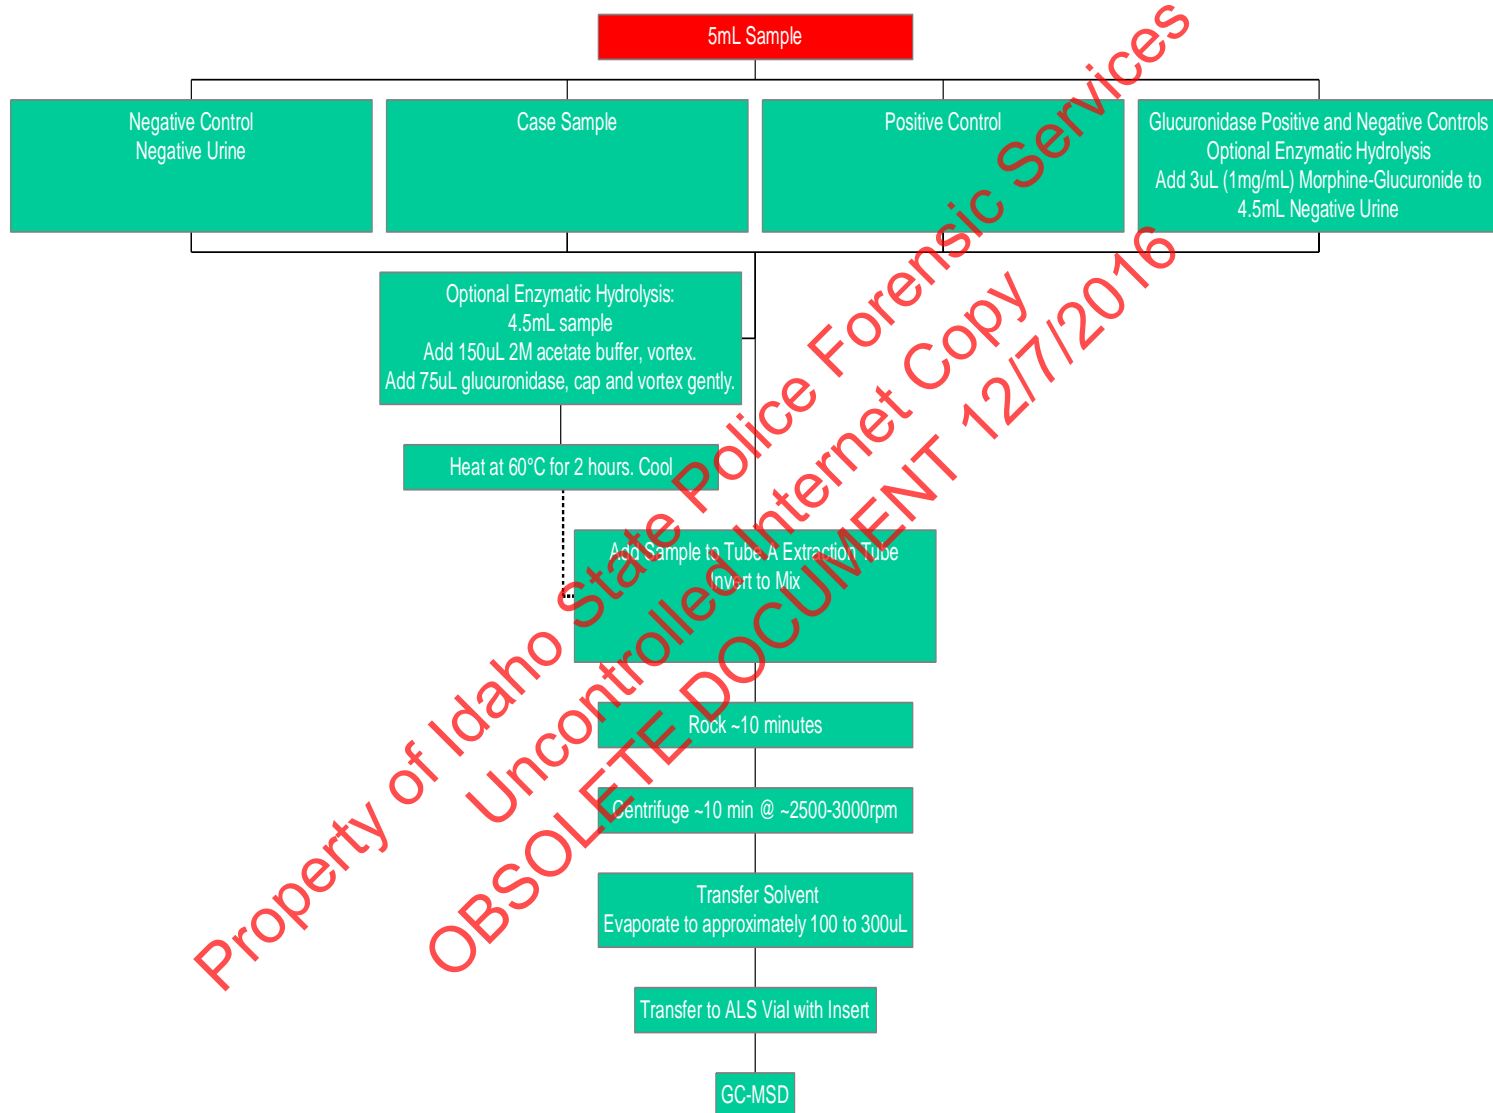 5mL Sample
Negative Control
Negative Urine
Case Sample
Positive Control
Glucuronidase Positive and Negative Controls
Optional Enzymatic Hydrolysis
Add 3uL (1mg/mL) Morphine-Glucuronide to
4.5mL Negative Urine
Optional Enzymatic Hydrolysis:
4.5mL sample
Add 150uL 2M acetate buffer, vortex.
Add 75uL glucuronidase, cap and vortex gently.
Heat at 60°C for 2 hours. Cool
Add Sample to Tube A Extraction Tube
Invert to Mix
Rock ~10 minutes
Centrifuge ~10 min @ ~2500-3000rpm
Transfer Solvent
Evaporate to approximately 100 to 300uL
Transfer to ALS Vial with Insert
GC-MSD
Property of Idaho State Police Forensic Services
Uncontrolled Internet Copy
OBSOLETE DOCUMENT 12/7/2016